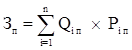 Зп = n Σ i=1 Qiп × Piп